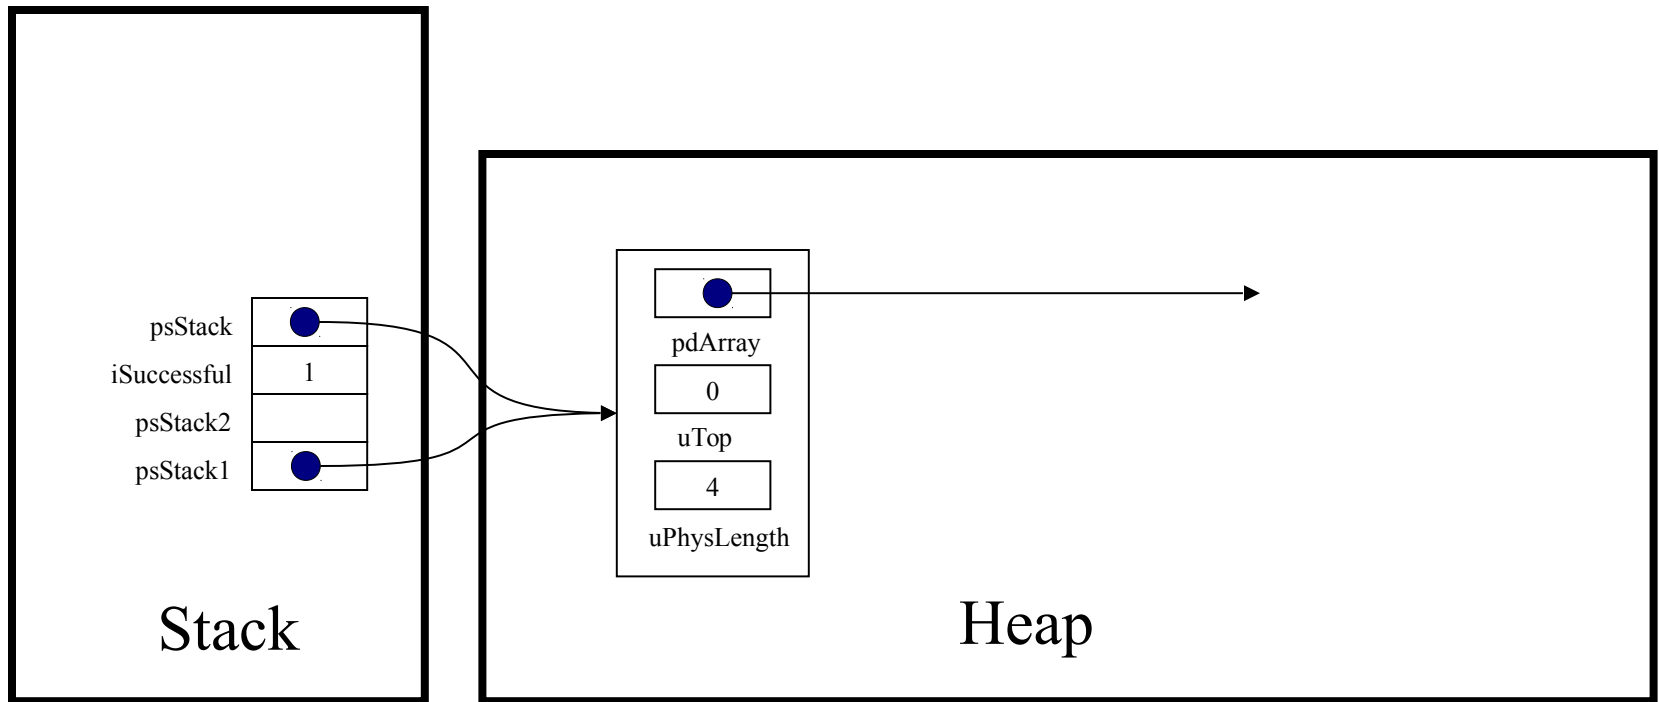 psStack
iSuccessful 1
psStack2
psStack1
pdArray
0
uTop
4
uPhysLength
Stack
Heap